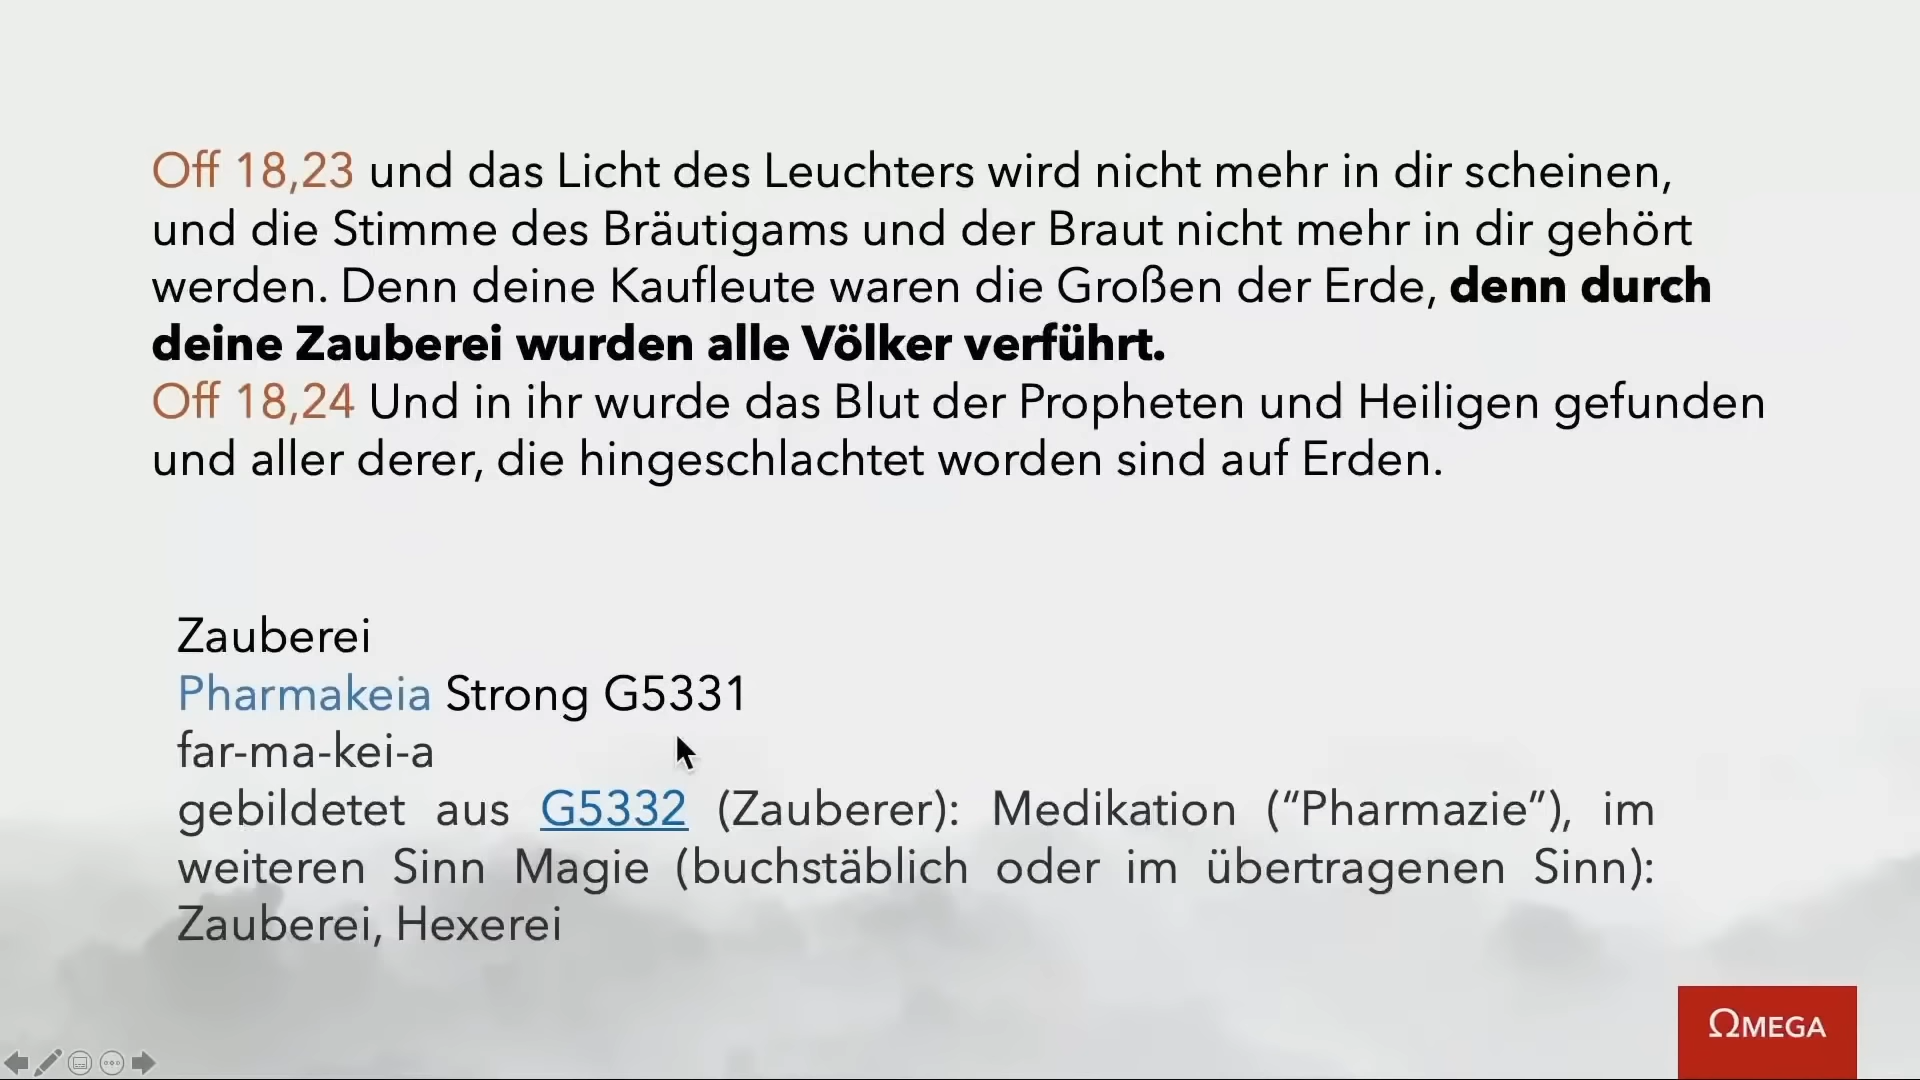 Off 18,23 und das Licht des Leuchters wird nicht mehr in dir scheinen,
und die Stimme des Bräutigams und der Braut nicht mehr in dir gehört
werden. Denn deine Kaufleute waren die Großen der Erde, denn durch
deine Zauberei wurden alle Völker verführt.
Off 18,24 Und in ihr wurde das Blut der Propheten und Heiligen gefunden
und aller derer, die hingeschlachtet worden sind auf Erden.
Zauberei
Pharmakeia Strong G5331
far-ma-kei-a
gebildetet aus G5332 (Zauberer): Medikation (“Pharmazie”), im
weiteren Sinn Magie (buchstäblich oder im übertragenen Sinn):
Zauberei, Hexerei
ΩMEGA